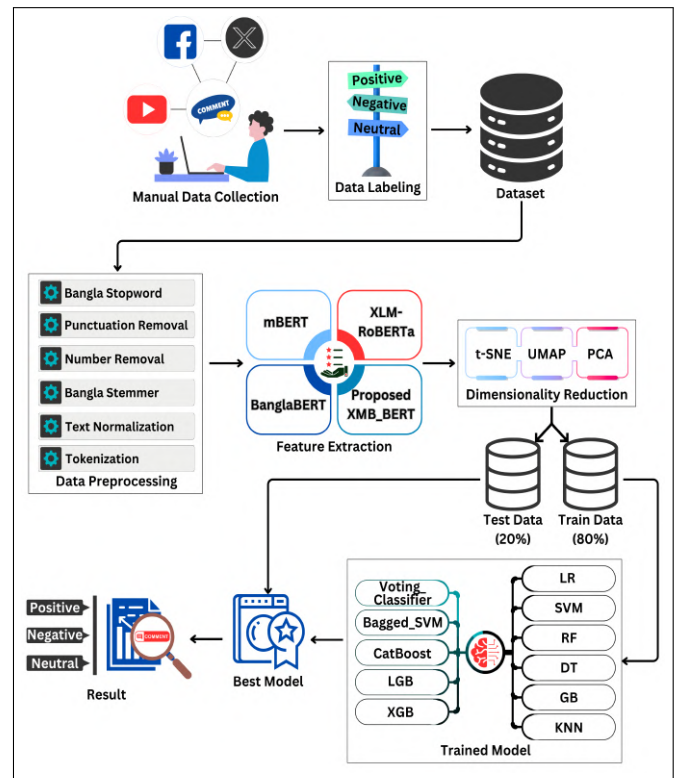 COMMENT
Positive
Negative
Neutral
Manual Data Collection
Data Labeling
Dataset
Bangla Stopword
Punctuation Removal
Number Removal
Bangla Stemmer
Text Normalization
Tokenization
Data Preprocessing
mBERT
XLM-
RoBERTa
BanglaBERT
Proposed
XMB_BERT
Feature Extraction
t-SNE
UMAP
PCA
Dimensionality Reduction
Test Data
(20%)
Train Data
(80%)
Voting_
Classifier
Bagged_SVM
CatBoost
LGB
XGB
LR
SVM
RF
DT
GB
KNN
Trained Model
Best Model
Positive
Negative
Neutral
COMMENT
Result